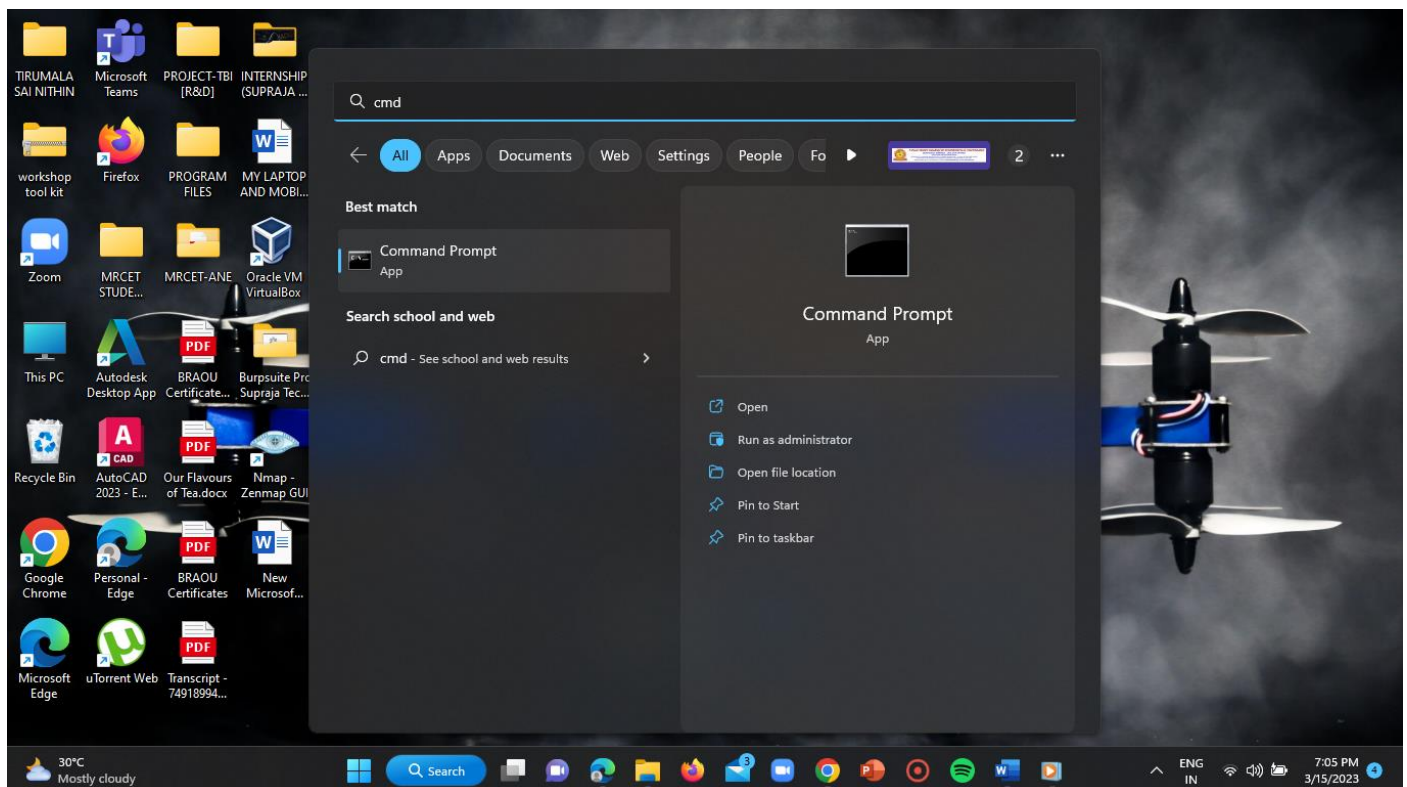 TIRUMALA
SAI NITHIN
Microsoft
Teams
PROJECT-TBI
[R&D]
INTERNSHIP
(SUPRAJA ...
workshop
tool kit
Firefox
PROGRAM
FILES
MY LAPTOP
AND MOBI...
Zoom
MRCET
STUDE...
MRCET-ANE
Oracle VM
VirtualBox
This PC
Autodesk
Desktop App
PDF
BRAOU
Certificate...
Burpsuite Pro
Supraja Tec...
Recycle Bin
A
CAD
AutoCAD
2023 - E...
PDF
Our Flavours
of Tea.docx
Nmap -
Zenmap GUI
Google
Chrome
Personal -
Edge
PDF
BRAOU
Certificates
New
Microsof...
Microsoft
Edge
uTorrent Web
PDF
Transcript -
74918994...
cmd
All Apps Documents Web Settings People Fo 2 ...
Best match
Command Prompt
App
Search school and web
cmd - See school and web results
Command Prompt
App
Open
Run as administrator
Open file location
Pin to Start
Pin to taskbar
30°C
Mostly cloudy
Search
3
ENG
IN
7:05 PM
3/15/2023
4